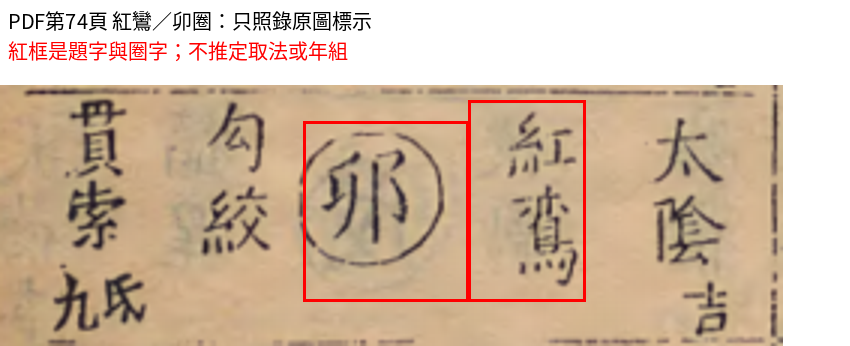 PDF第74頁 紅鸞／卯圈：只照錄原圖標示
紅框是題字與圈字；不推定取法或年組
太陰吉
紅鸞
卯
勾絞
貫索九氐